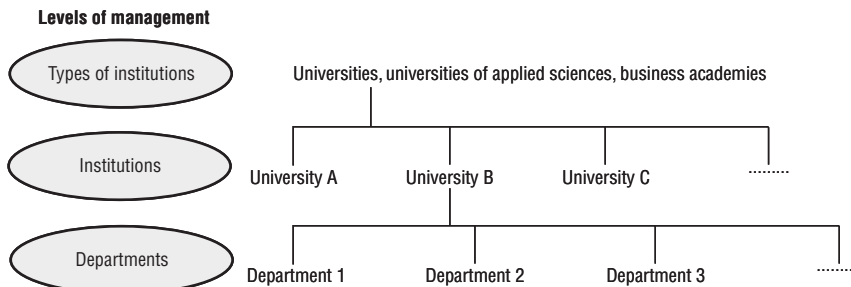 Levels of management
Types of institutions
Universities, universities of applied sciences, business academies
Institutions
University A
University B
University C
.........
Departments
Department 1
Department 2
Department 3
.........